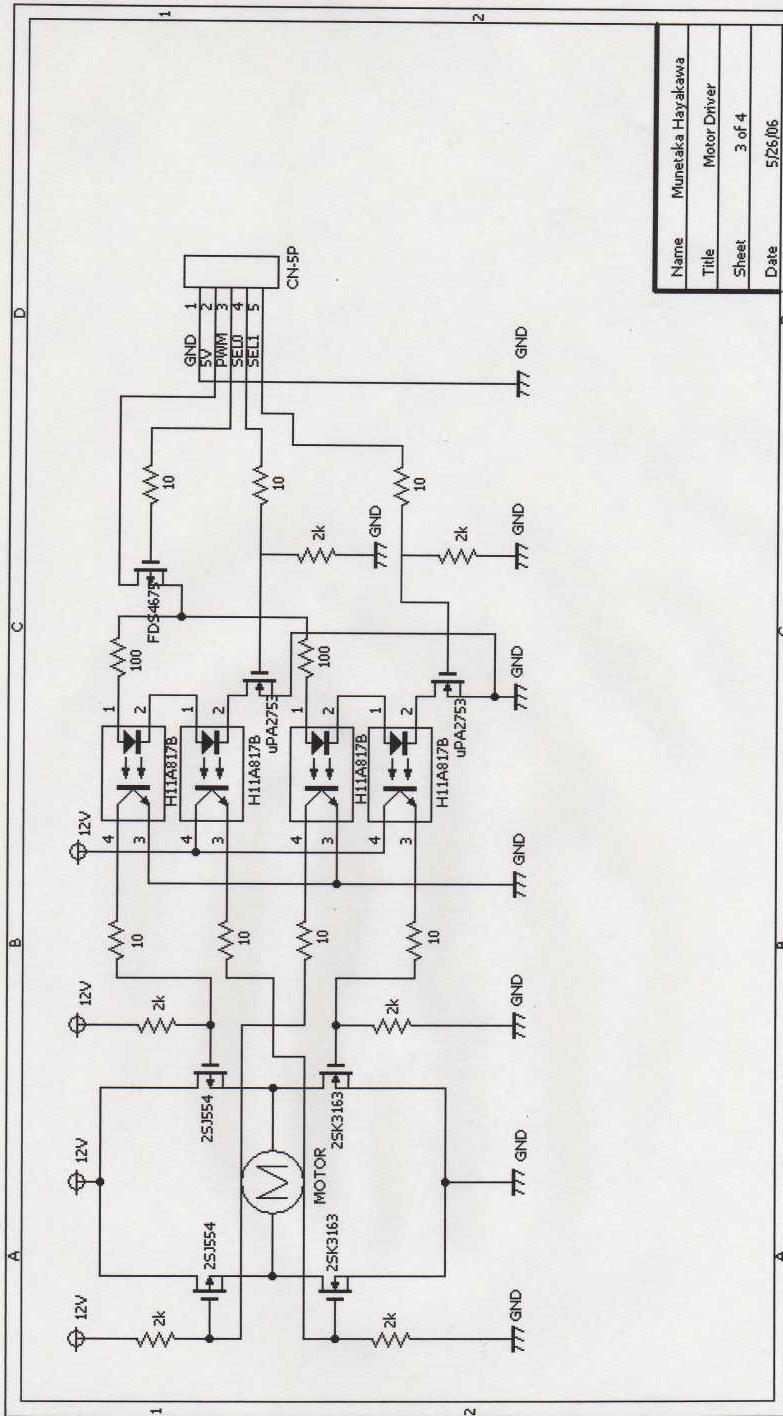 A
B
C
D
1
2
12V
12V
12V
12V
2k
2k
2SJ554
2SJ554
MOTOR
M
2SK3163
2SK3163
2k
2k
GND
GND
GND
GND
10
10
10
10
4
3
4
3
4
3
4
3
1
2
1
2
1
2
1
2
H11A817B
H11A817B
H11A817B
H11A817B
100
100
uPA2753
uPA2753
GND
10
10
10
2k
GND
2k
GND
GND
GND
5V
PWM
SEL0
SEL1
1
2
3
4
5
CN-5P
GND
Name Munetaka Hayakawa
Title Motor Driver
Sheet 3 of 4
Date 5/26/06
1
2
A